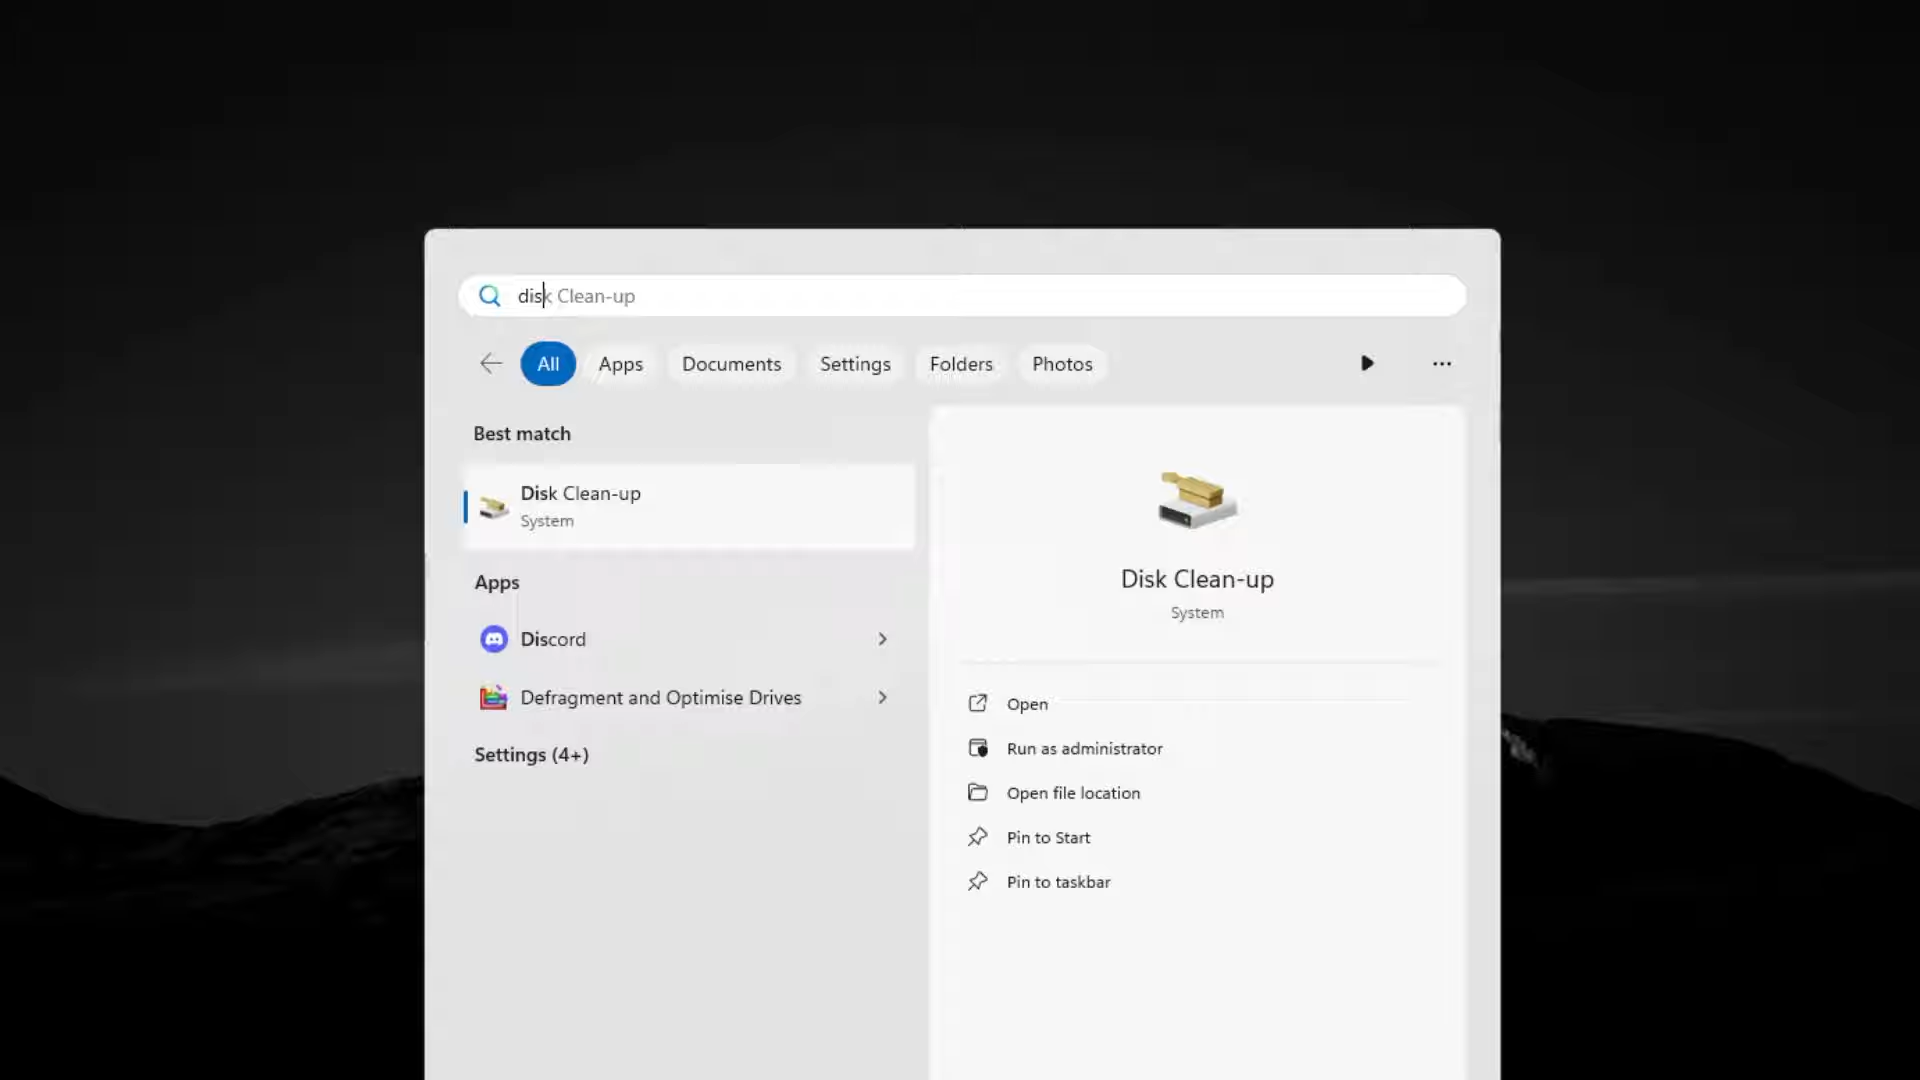 disk Clean-up
All Apps Documents Settings Folders Photos
Best match
Disk Clean-up
System
Apps
Discord
Defragment and Optimise Drives
Settings (4+)
Disk Clean-up
System
Open
Run as administrator
Open file location
Pin to Start
Pin to taskbar